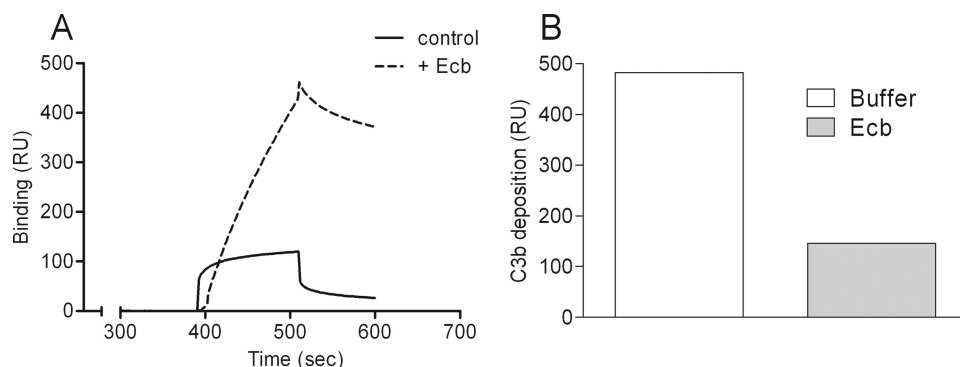 A
control
+ Ecb
500
400
300
200
100
0
Binding (RU)
300 400 500 600 700
Time (sec)
B
500
400
300
200
100
0
C3b deposition (RU)
Buffer
Ecb